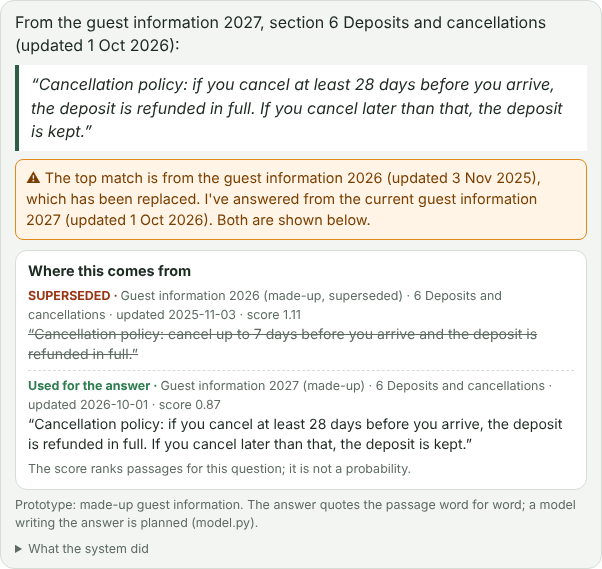 From the guest information 2027, section 6 Deposits and cancellations
(updated 1 Oct 2026):
“Cancellation policy: if you cancel at least 28 days before you arrive,
the deposit is refunded in full. If you cancel later than that, the deposit
is kept.”
⚠ The top match is from the guest information 2026 (updated 3 Nov 2025),
which has been replaced. I've answered from the current guest information
2027 (updated 1 Oct 2026). Both are shown below.
Where this comes from
SUPERSEDED · Guest information 2026 (made-up, superseded) · 6 Deposits and
cancellations · updated 2025-11-03 · score 1.11
“Cancellation policy: cancel up to 7 days before you arrive and the deposit is
refunded in full.”
Used for the answer · Guest information 2027 (made-up) · 6 Deposits and cancellations ·
updated 2026-10-01 · score 0.87
“Cancellation policy: if you cancel at least 28 days before you arrive, the deposit
is refunded in full. If you cancel later than that, the deposit is kept.”
The score ranks passages for this question; it is not a probability.
Prototype: made-up guest information. The answer quotes the passage word for word; a model
writing the answer is planned (model.py).
▶ What the system did